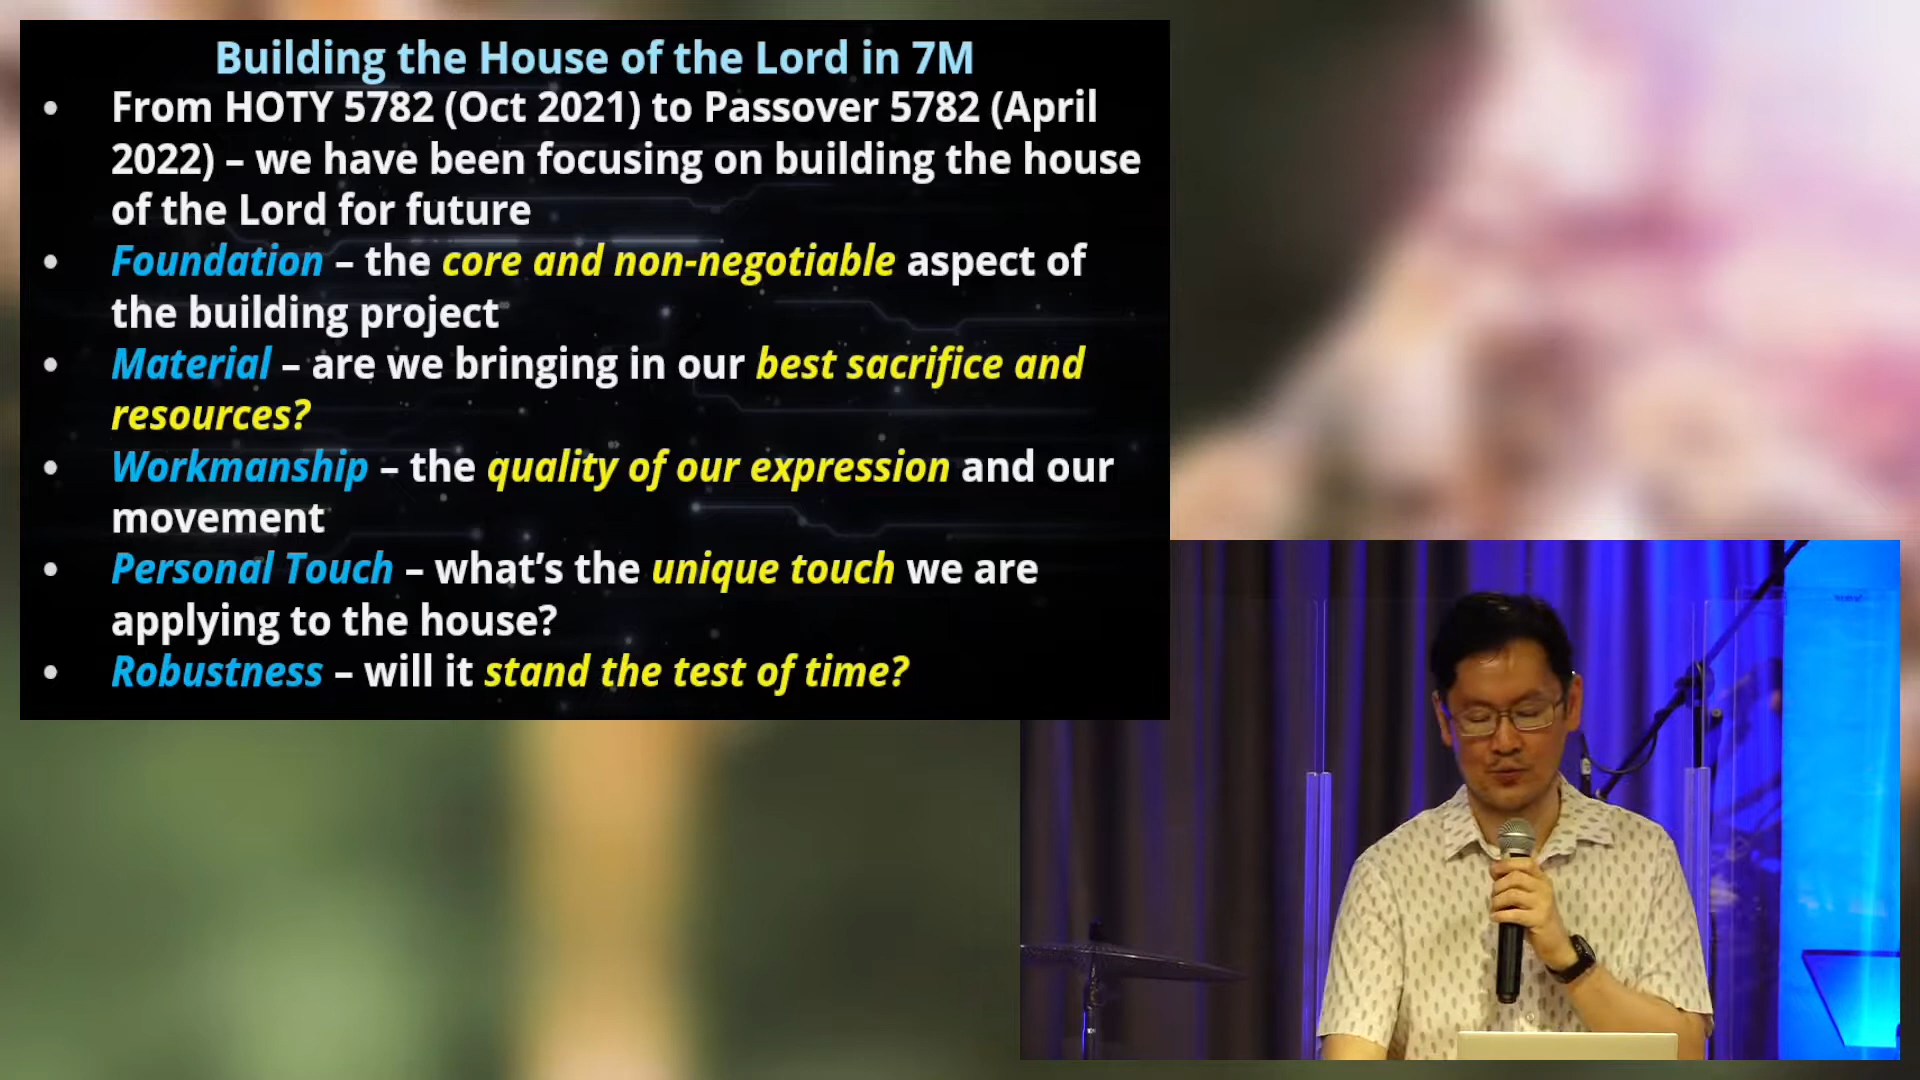 Building the House of the Lord in 7M
• From HOTY 5782 (Oct 2021) to Passover 5782 (April
2022) – we have been focusing on building the house
of the Lord for future
• Foundation – the core and non-negotiable aspect of
the building project
• Material – are we bringing in our best sacrifice and
resources?
• Workmanship – the quality of our expression and our
movement
• Personal Touch – what's the unique touch we are
applying to the house?
• Robustness – will it stand the test of time?